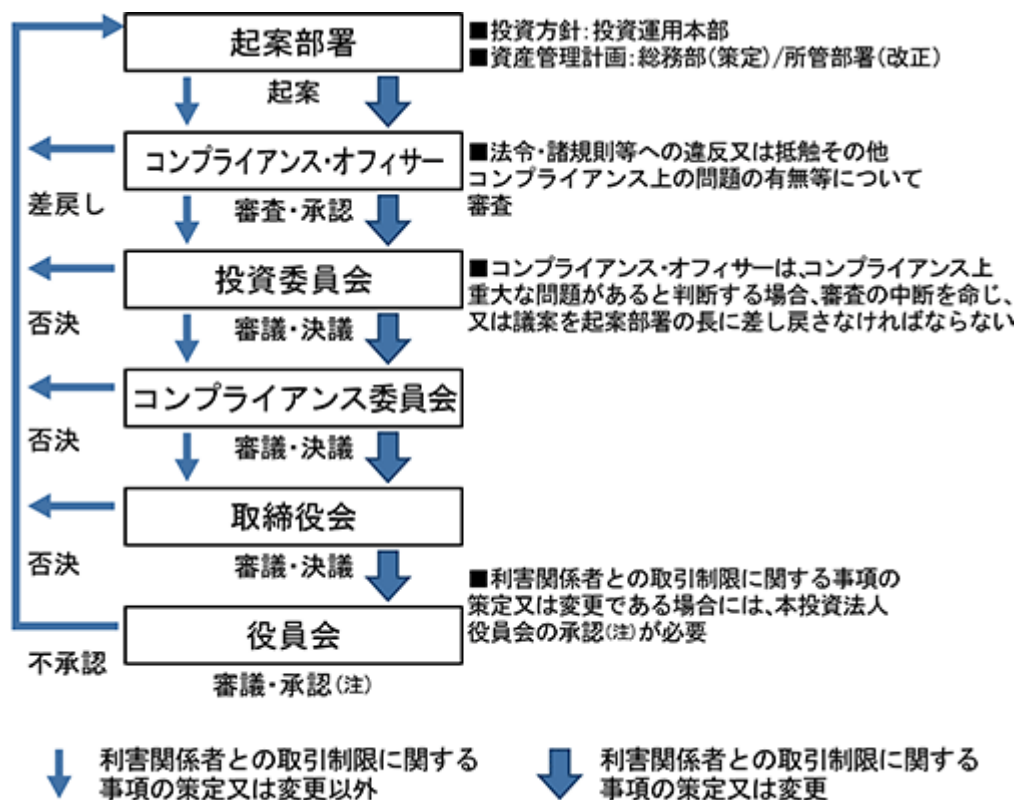 起案部署
■投資方針：投資運用本部
■資産管理計画：総務部（策定）/所管部署（改正）
起案
コンプライアンス・オフィサー
■法令・諸規則等への違反又は抵触その他
コンプライアンス上の問題の有無等について
審査
差戻し
審査・承認
投資委員会
■コンプライアンス・オフィサーは、コンプライアンス上
重大な問題があると判断する場合、審査の中断を命じ、
又は議案を起案部署の長に差し戻さなければならない
否決
審議・決議
コンプライアンス委員会
否決
審議・決議
取締役会
否決
審議・決議
■利害関係者との取引制限に関する事項の
策定又は変更である場合には、本投資法人
役員会の承認（注）が必要
役員会
不承認
審議・承認（注）
利害関係者との取引制限に関する
事項の策定又は変更以外
利害関係者との取引制限に関する
事項の策定又は変更